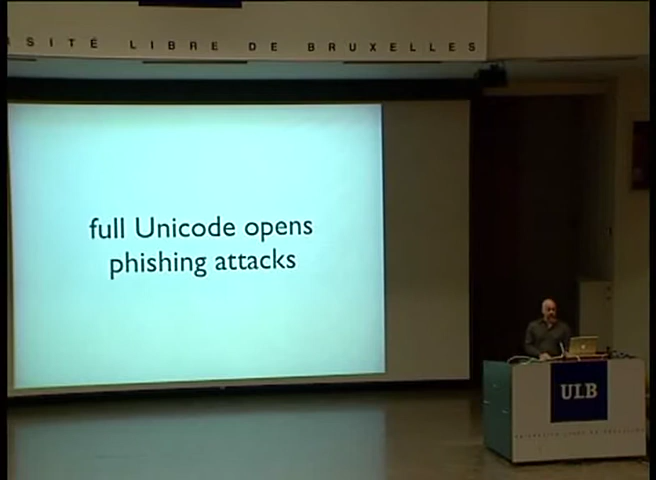 SITÉ LIBRE DE BRUXELLES
full Unicode opens
phishing attacks
ULB